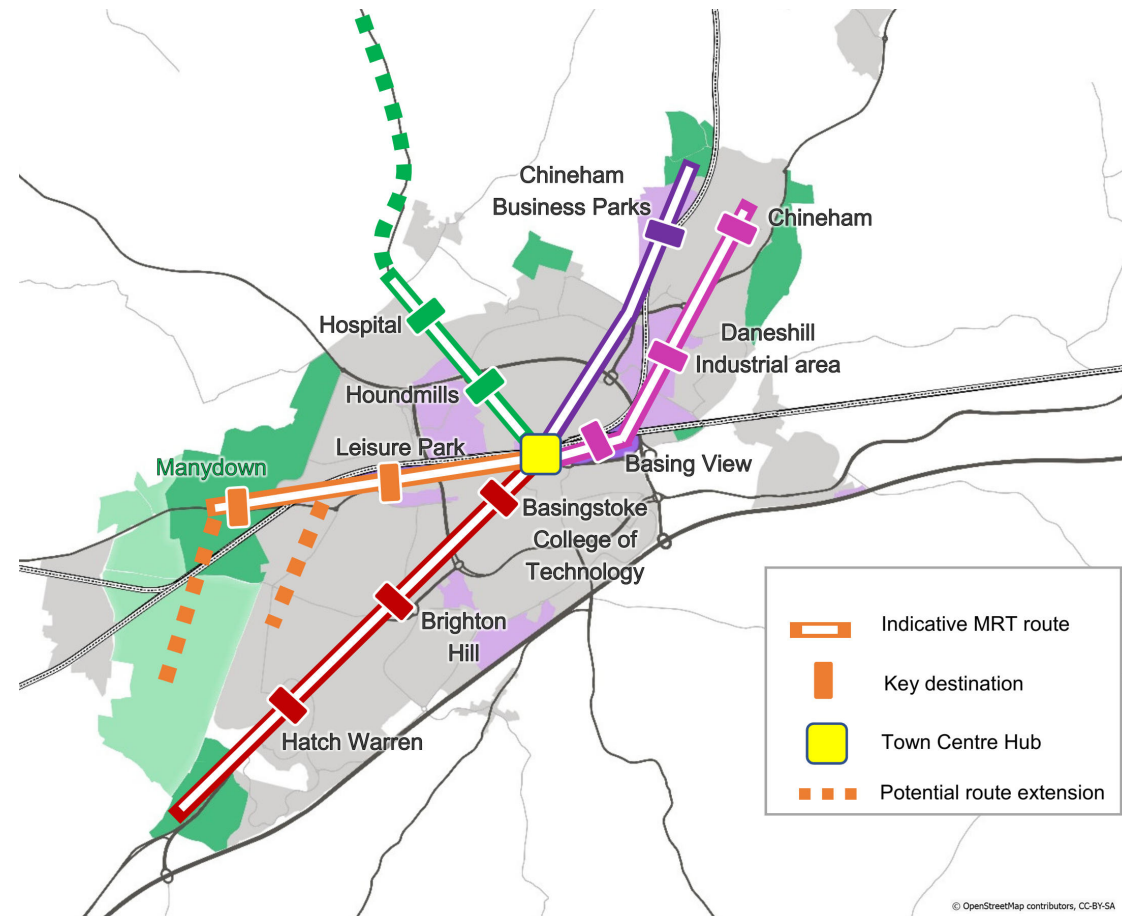 Chineham
Business Parks
Chineham
Hospital
Daneshill
Industrial area
Houndmills
Leisure Park
Manydown
Basing View
Basingstoke
College of
Technology
Brighton
Hill
Hatch Warren
Indicative MRT route
Key destination
Town Centre Hub
Potential route extension
© OpenStreetMap contributors, CC-BY-SA